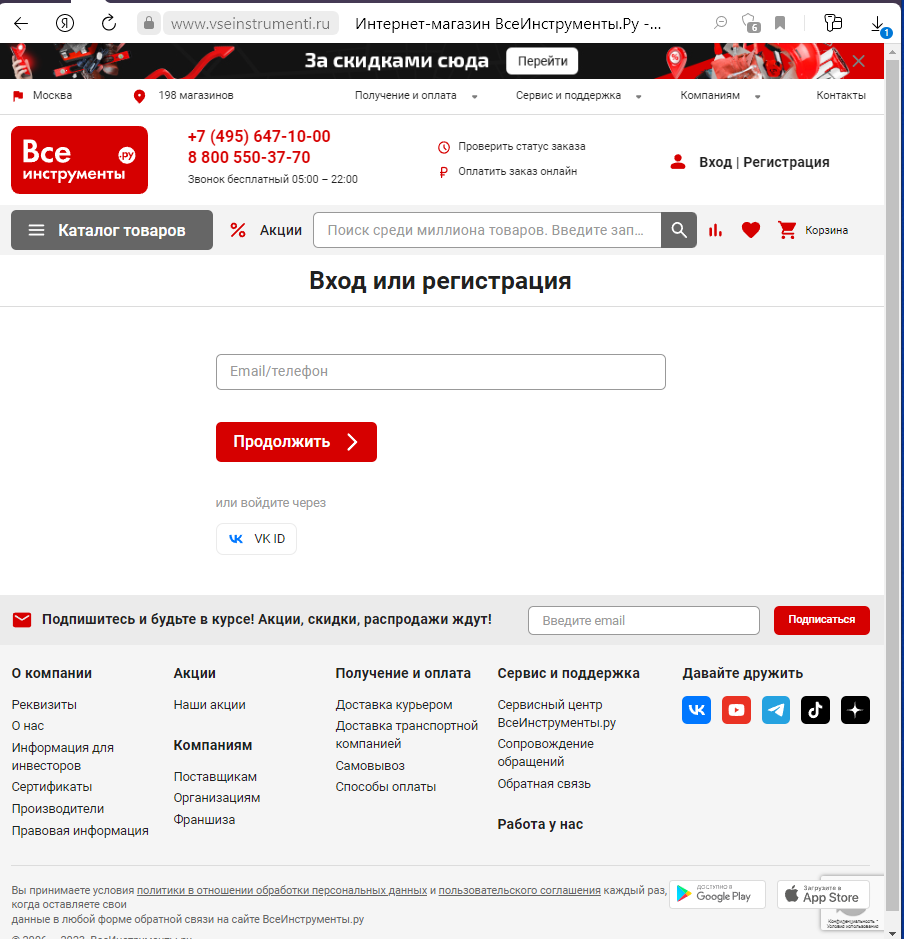 www.vseinstrumenti.ru Интернет-магазин ВсеИнструменты.Ру -...
6
1
За скидками сюда Перейти
Москва 198 магазинов Получение и оплата Сервис и поддержка Компаниям Контакты
Все .ру
инструменты
+7 (495) 647-10-00
8 800 550-37-70
Звонок бесплатный 05:00 – 22:00
Проверить статус заказа
Оплатить заказ онлайн
Вход | Регистрация
Каталог товаров % Акции Поиск среди миллиона товаров. Введите зап... Корзина
Вход или регистрация
Email/телефон
Продолжить
или войдите через
VK ID
Подпишитесь и будьте в курсе! Акции, скидки, распродажи ждут! Введите email Подписаться
О компании
Реквизиты
О нас
Информация для
инвесторов
Сертификаты
Производители
Правовая информация
Акции
Наши акции
Компаниям
Поставщикам
Организациям
Франшиза
Получение и оплата
Доставка курьером
Доставка транспортной
компанией
Самовывоз
Способы оплаты
Сервис и поддержка
Сервисный центр
ВсеИнструменты.ру
Сопровождение
обращений
Обратная связь
Работа у нас
Давайте дружить
Вы принимаете условия политики в отношении обработки персональных данных и пользовательского соглашения каждый раз,
когда оставляете свои
данные в любой форме обратной связи на сайте ВсеИнструменты.ру
ДОСТУПНО В
Google Play
Загрузите в
App Store
Конфиденциальность -
Условия использования